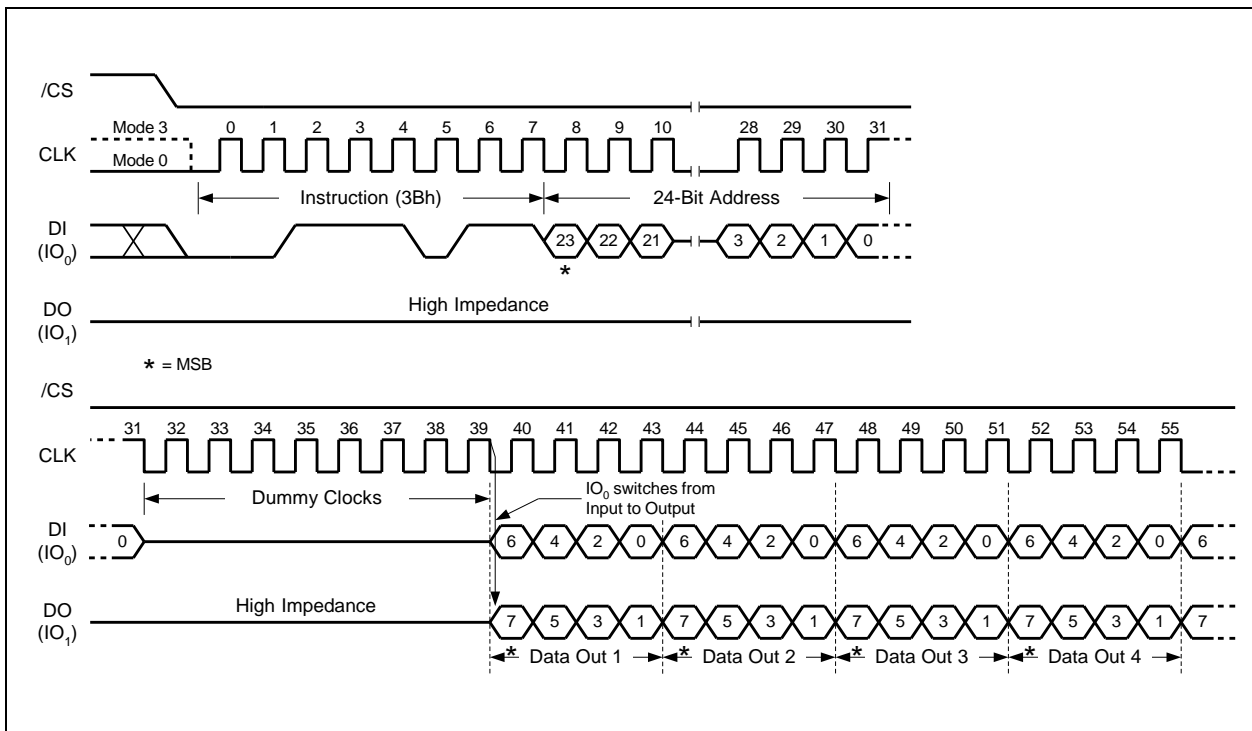 /CS
Mode 3 0 1 2 3 4 5 6 7 8 9 10 28 29 30 31
CLK
Mode 0
Instruction (3Bh) 24-Bit Address
DI
(IO0) 23 22 21 3 2 1 0
*
High Impedance
DO
(IO1)
* = MSB
/CS
31 32 33 34 35 36 37 38 39 40 41 42 43 44 45 46 47 48 49 50 51 52 53 54 55
CLK
Dummy Clocks
IO0 switches from
Input to Output
DI
(IO0) 0 6 4 2 0 6 4 2 0 6 4 2 0 6 4 2 0 6
DO
(IO1) High Impedance 7 5 3 1 7 5 3 1 7 5 3 1 7 5 3 1 7
* Data Out 1 * Data Out 2 * Data Out 3 * Data Out 4